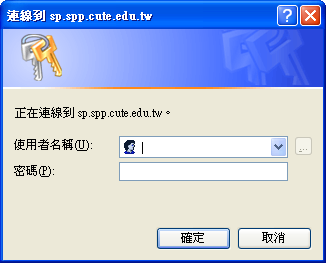 連線到 sp.spp.cute.edu.tw
正在連線到 sp.spp.cute.edu.tw。
使用者名稱(U):
密碼(P):
確定
取消